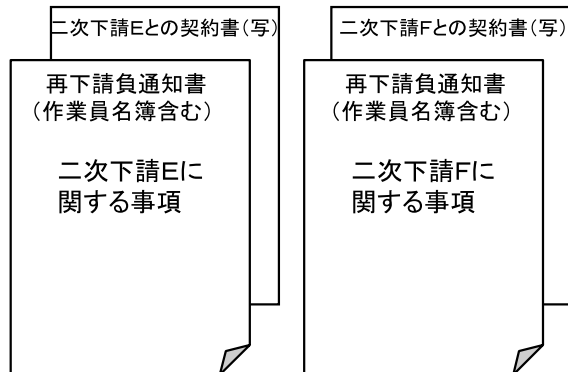 二次下請Eとの契約書(写)
再下請負通知書
(作業員名簿含む)
二次下請Eに
関する事項
二次下請Fとの契約書(写)
再下請負通知書
(作業員名簿含む)
二次下請Fに
関する事項